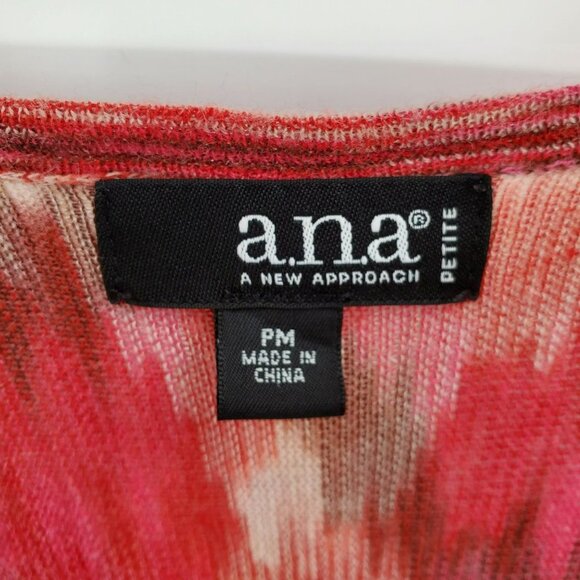 a.n.a®
A NEW APPROACH
PETITE
PM
MADE IN
CHINA